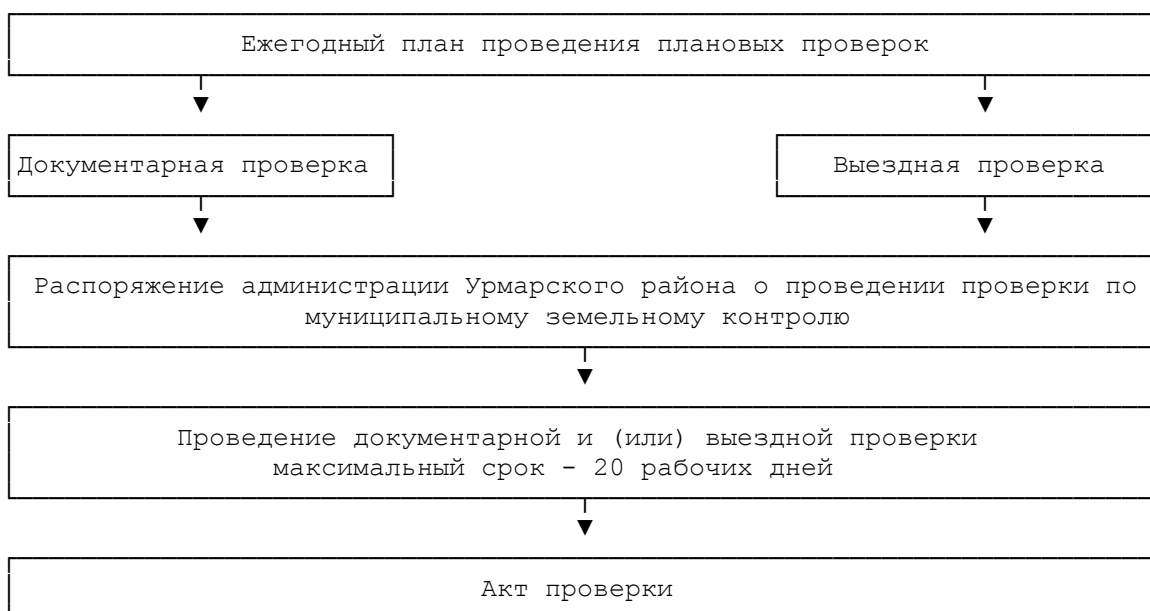 Ежегодный план проведения плановых проверок
Документарная проверка
Выездная проверка
Распоряжение администрации Урмарского района о проведении проверки по
муниципальному земельному контролю
Проведение документарной и (или) выездной проверки
максимальный срок - 20 рабочих дней
Акт проверки